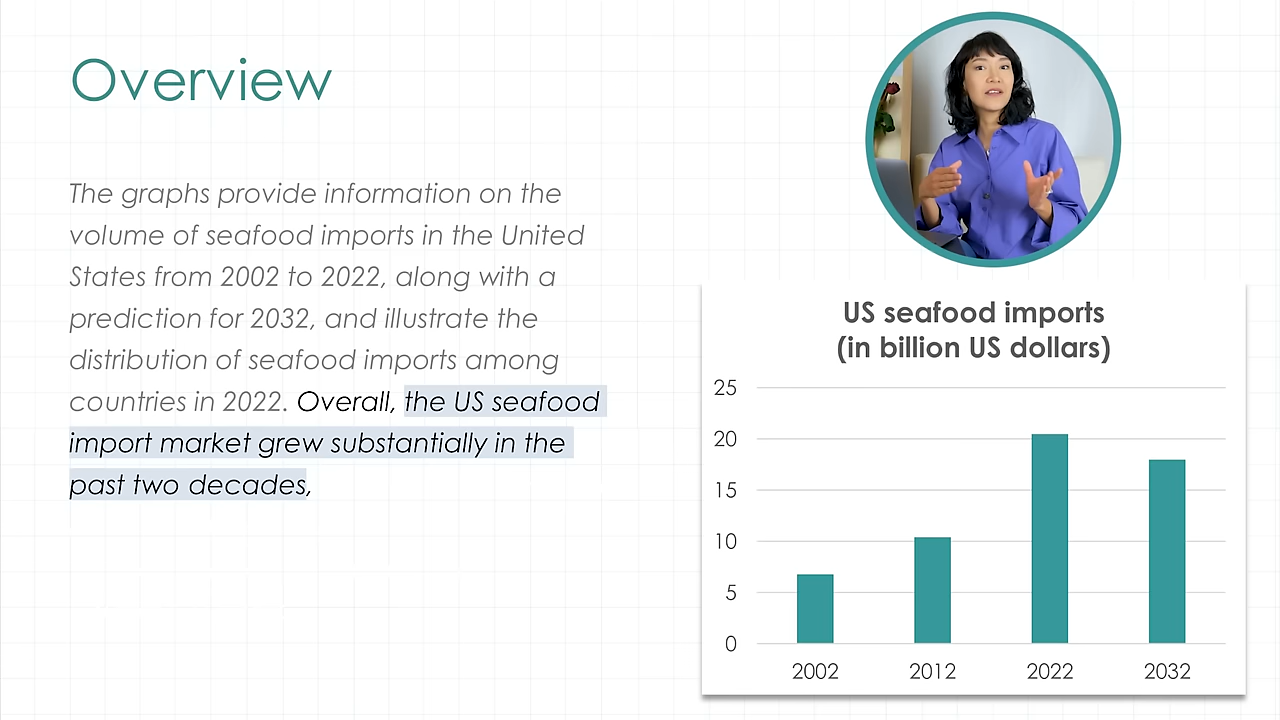 Overview
The graphs provide information on the
volume of seafood imports in the United
States from 2002 to 2022, along with a
prediction for 2032, and illustrate the
distribution of seafood imports among
countries in 2022. Overall, the US seafood
import market grew substantially in the
past two decades,
US seafood imports
(in billion US dollars)
25
20
15
10
5
0
2002 2012 2022 2032